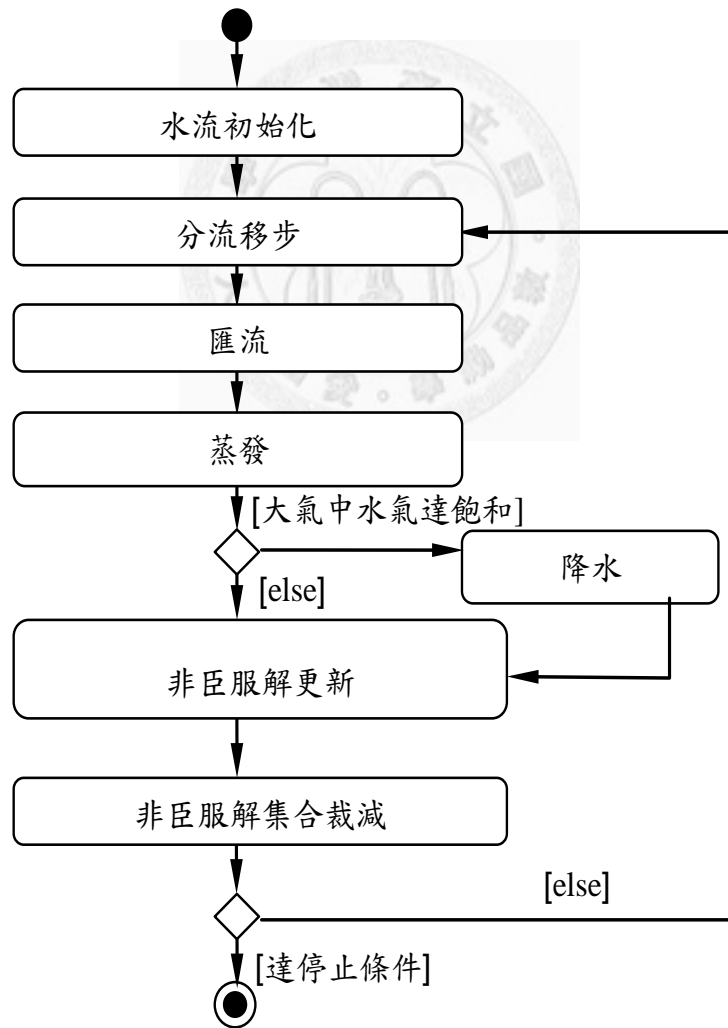 水流初始化
分流移步
匯流
蒸發
[大氣中水氣達飽和]
降水
[else]
非臣服解更新
非臣服解集合裁減
[else]
[達停止條件]